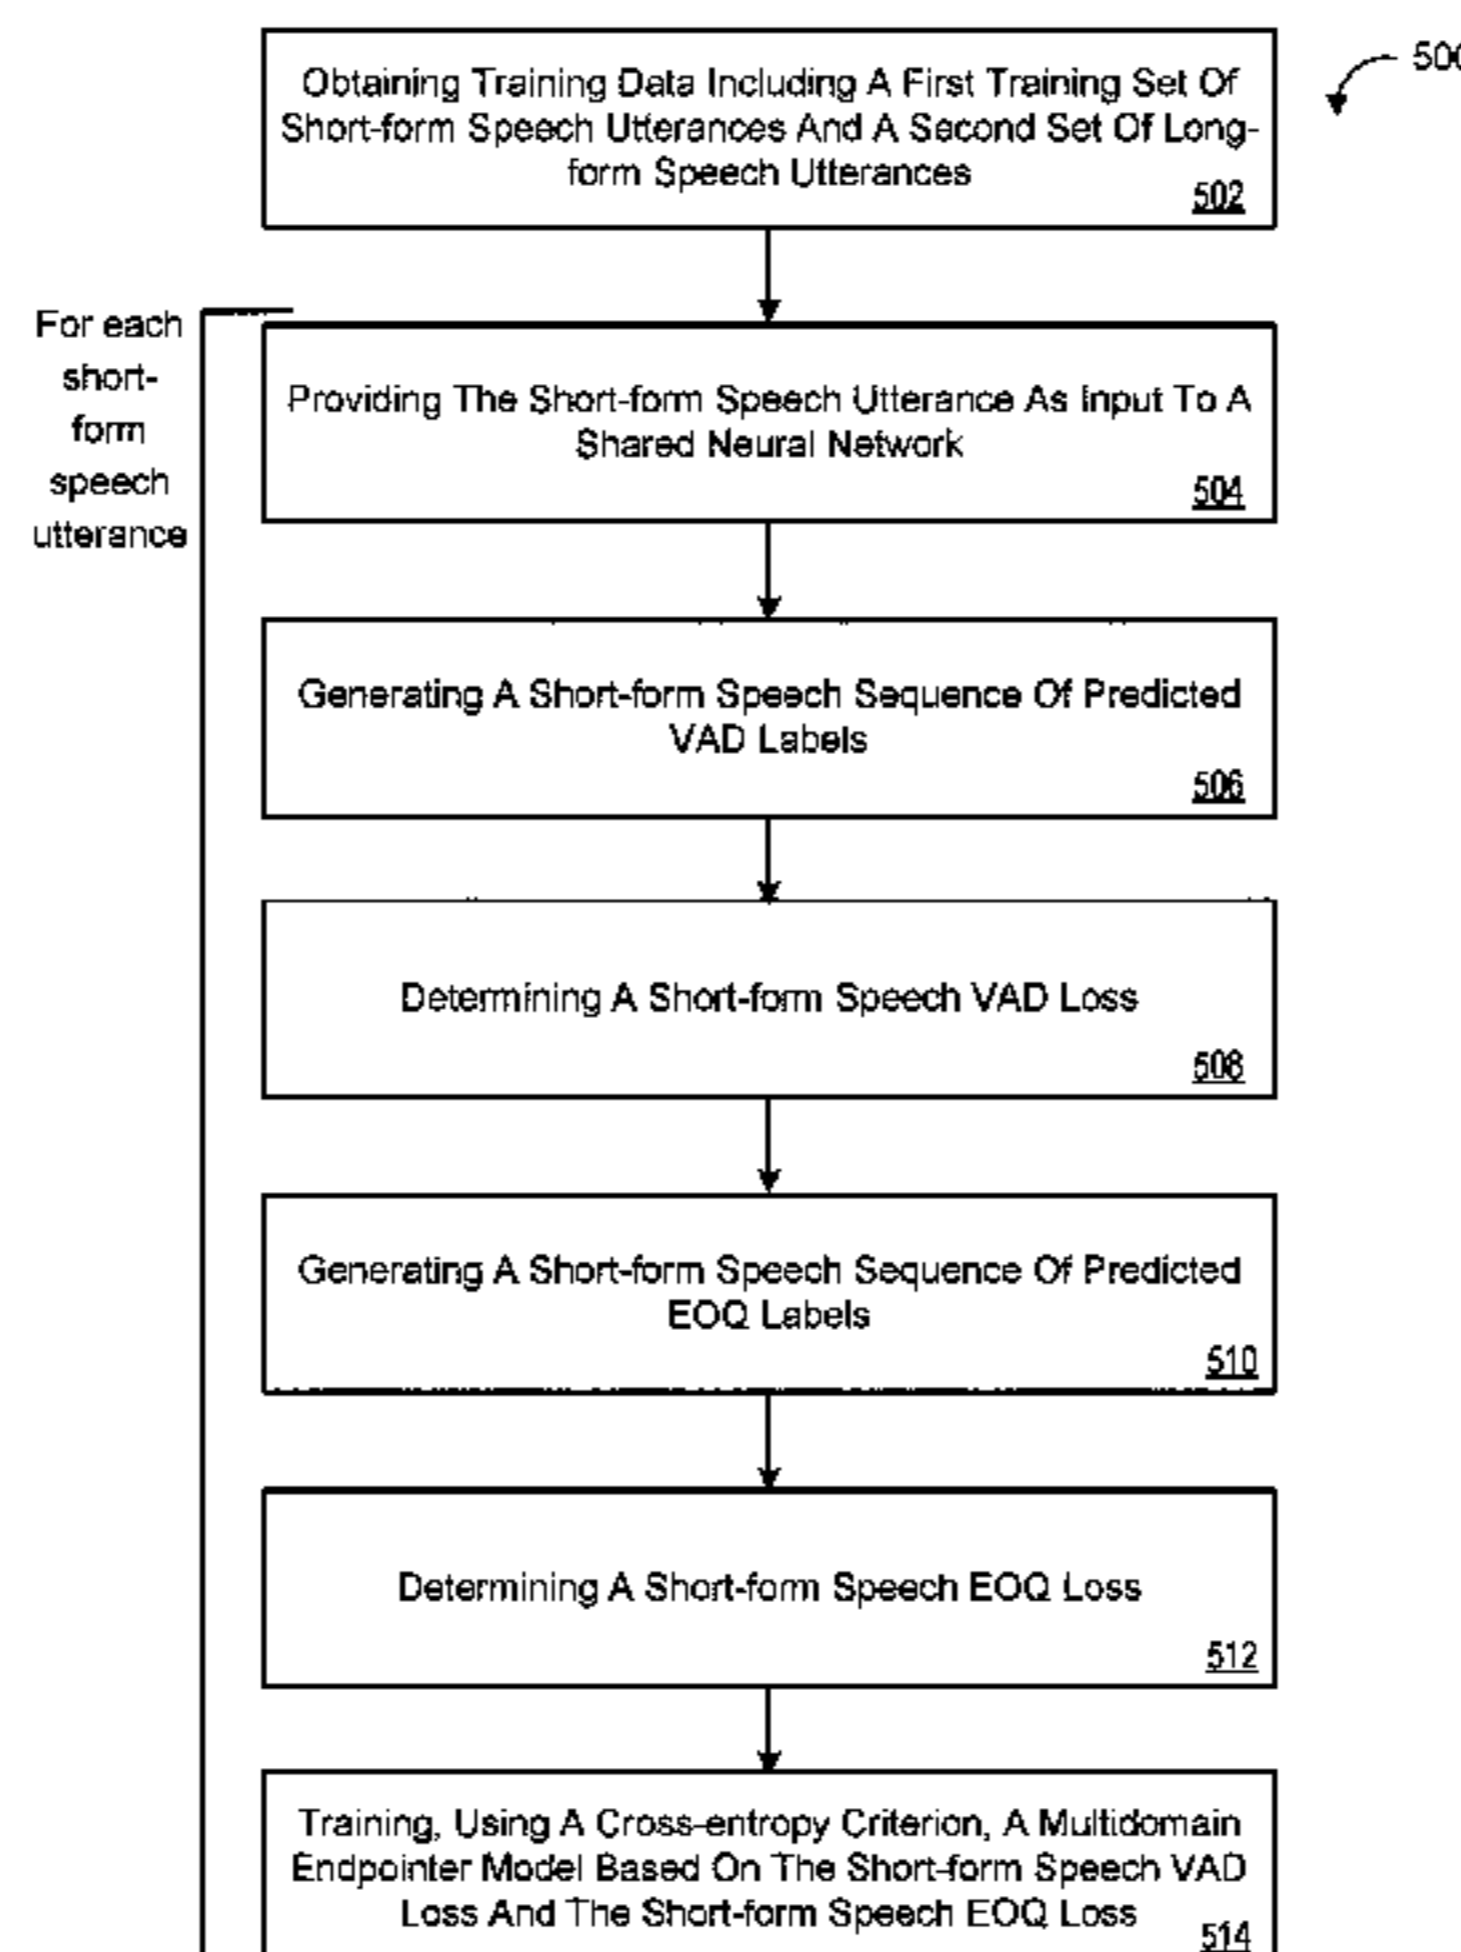 500
Obtaining Training Data Including A First Training Set Of
Short-form Speech Utterances And A Second Set Of Long-
form Speech Utterances
502
For each
short-
form
speech
utterance
Providing The Short-form Speech Utterance As Input To A
Shared Neural Network
504
Generating A Short-form Speech Sequence Of Predicted
VAD Labels
506
Determining A Short-form Speech VAD Loss
508
Generating A Short-form Speech Sequence Of Predicted
EOQ Labels
510
Determining A Short-form Speech EOQ Loss
512
Training, Using A Cross-entropy Criterion, A Multidomain
Endpointer Model Based On The Short-form Speech VAD
Loss And The Short-form Speech EOQ Loss
514